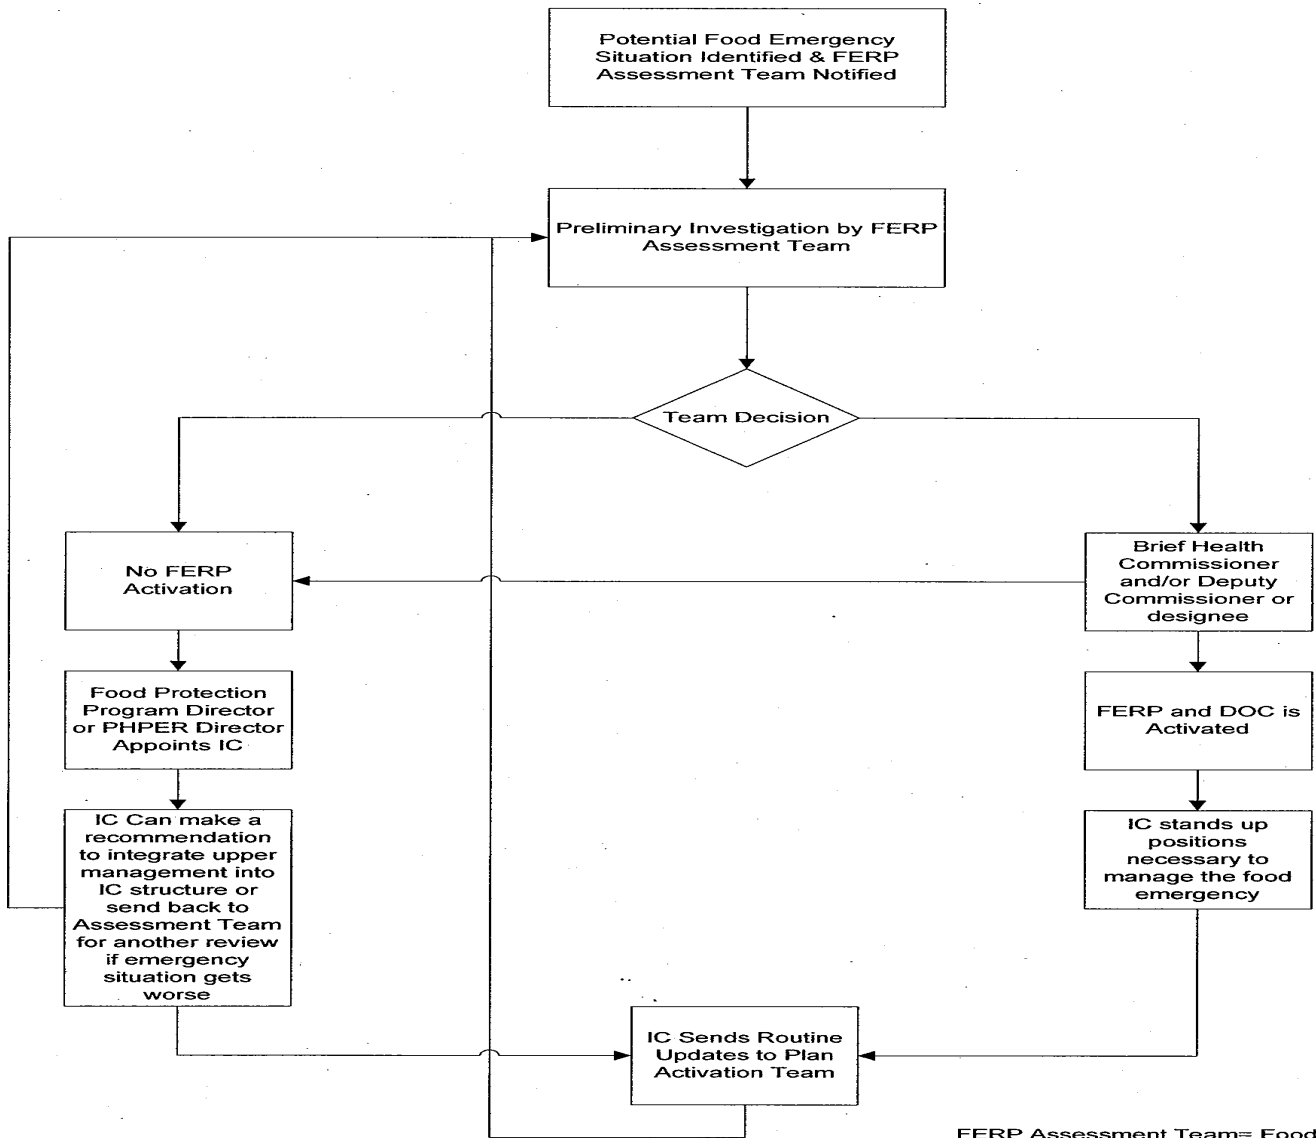 Potential Food Emergency
Situation Identified & FERP
Assessment Team Notified
Preliminary Investigation by FERP
Assessment Team
Team Decision
No FERP
Activation
Brief Health
Commissioner
and/or Deputy
Commissioner or
designee
Food Protection
Program Director
or PHPER Director
Appoints IC
FERP and DOC is
Activated
IC Can make a
recommendation
to integrate upper
management into
IC structure or
send back to
Assessment Team
for another review
if emergency
situation gets
worse
IC stands up
positions
necessary to
manage the food
emergency
IC Sends Routine
Updates to Plan
Activation Team
FERP Assessment Team= Food